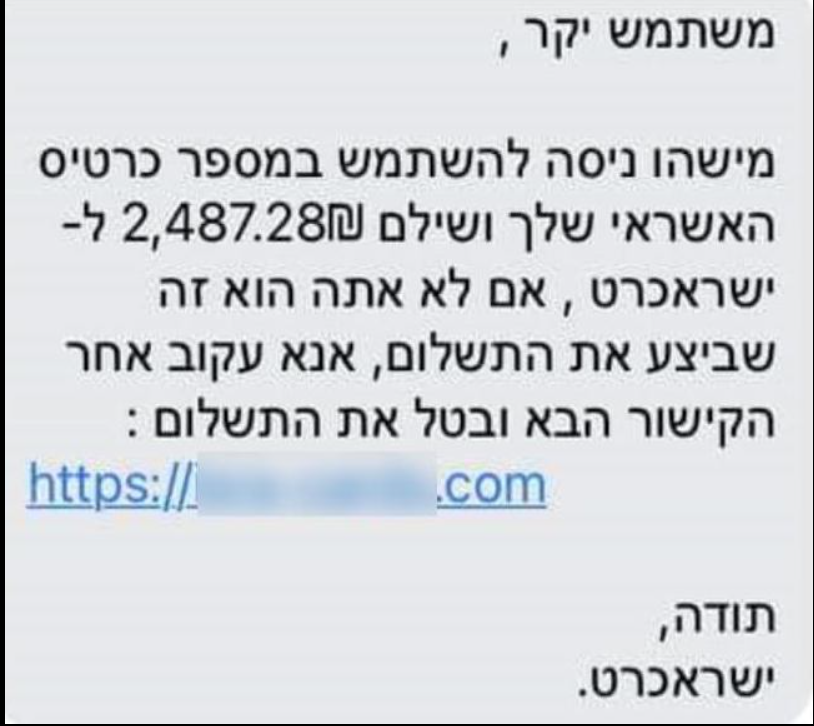 משתמש יקר ,
מישהו ניסה להשתמש במספר כרטיס
האשראי שלך ושילם 2,487.28₪ ל-
ישראכרט , אם לא אתה הוא זה
שביצע את התשלום, אנא עקוב אחר
הקישור הבא ובטל את התשלום :
https:// .com
תודה,
ישראכרט.